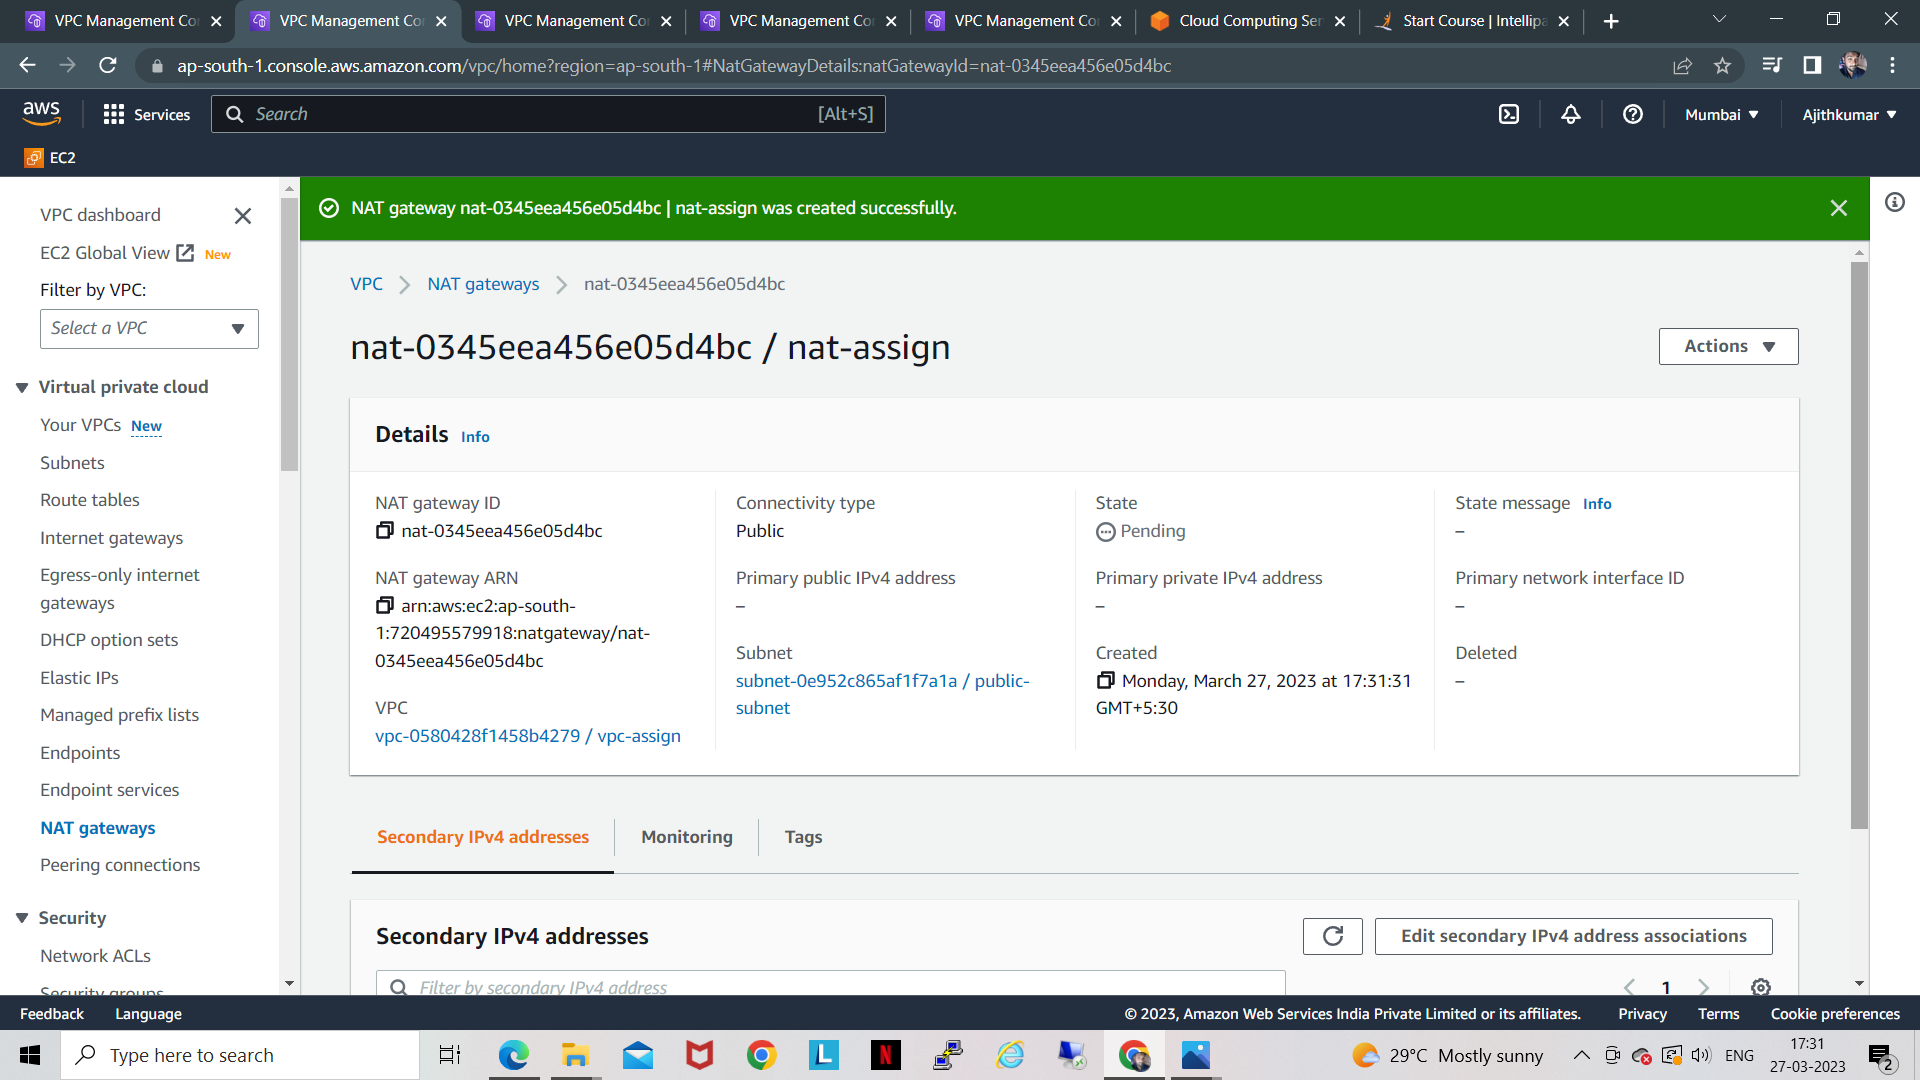 VPC Management Co
VPC Management Co
VPC Management Co
VPC Management Co
VPC Management Co
Cloud Computing Ser
Start Course | Intellipa
ap-south-1.console.aws.amazon.com/vpc/home?region=ap-south-1#NatGatewayDetails:natGatewayId=nat-0345eea456e05d4bc
aws
Services
Search
[Alt+S]
Mumbai
Ajithkumar
EC2
VPC dashboard
EC2 Global View New
Filter by VPC:
Select a VPC
Virtual private cloud
Your VPCs New
Subnets
Route tables
Internet gateways
Egress-only internet
gateways
DHCP option sets
Elastic IPs
Managed prefix lists
Endpoints
Endpoint services
NAT gateways
Peering connections
Security
Network ACLs
Security groups
NAT gateway nat-0345eea456e05d4bc | nat-assign was created successfully.
VPC > NAT gateways > nat-0345eea456e05d4bc
nat-0345eea456e05d4bc / nat-assign
Actions
Details Info
NAT gateway ID
nat-0345eea456e05d4bc
NAT gateway ARN
arn:aws:ec2:ap-south-
1:720495579918:natgateway/nat-
0345eea456e05d4bc
VPC
vpc-0580428f1458b4279 / vpc-assign
Connectivity type
Public
Primary public IPv4 address
–
Subnet
subnet-0e952c865af1f7a1a / public-
subnet
State
Pending
Primary private IPv4 address
–
Created
Monday, March 27, 2023 at 17:31:31
GMT+5:30
State message Info
–
Primary network interface ID
–
Deleted
–
Secondary IPv4 addresses
Monitoring
Tags
Secondary IPv4 addresses
Edit secondary IPv4 address associations
Filter by secondary IPv4 address
1
Feedback
Language
© 2023, Amazon Web Services India Private Limited or its affiliates.
Privacy
Terms
Cookie preferences
Type here to search
29°C Mostly sunny
ENG
17:31
27-03-2023
2